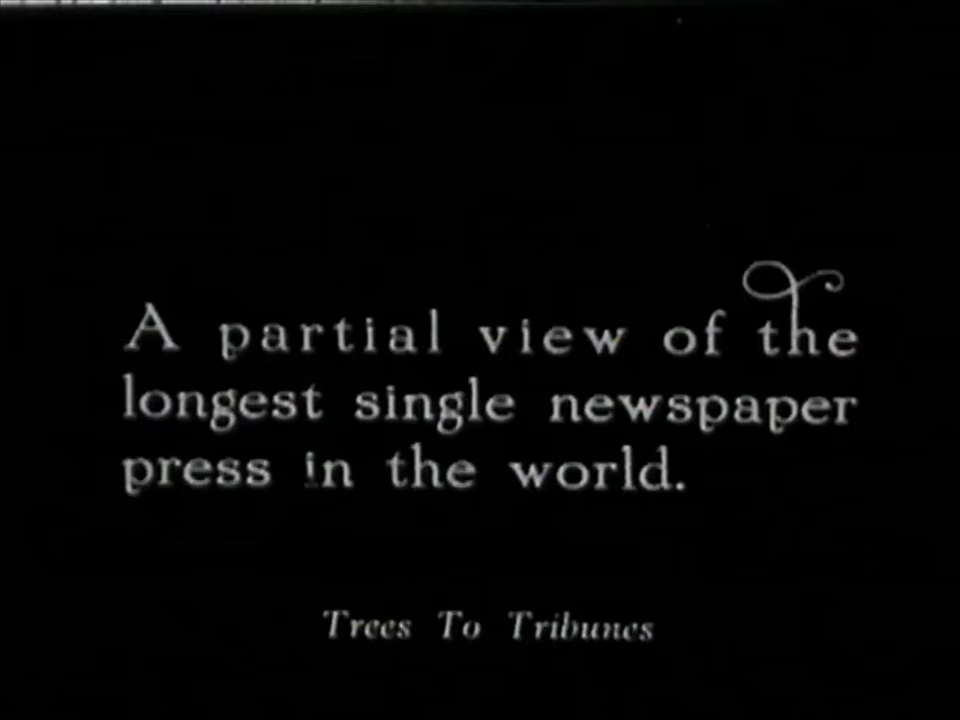 A partial view of the
longest single newspaper
press in the world.
Trees To Tribunes